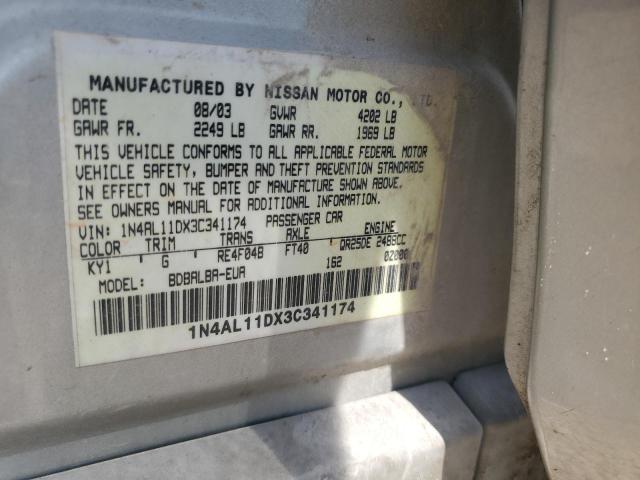 MANUFACTURED BY NISSAN MOTOR CO., LTD.
DATE 08/03 GVWR 4202 LB
GAWR FR. 2249 LB GAWR RR. 1969 LB
THIS VEHICLE CONFORMS TO ALL APPLICABLE FEDERAL MOTOR
VEHICLE SAFETY, BUMPER AND THEFT PREVENTION STANDARDS
IN EFFECT ON THE DATE OF MANUFACTURE SHOWN ABOVE.
SEE OWNERS MANUAL FOR ADDITIONAL INFORMATION.
VIN: 1N4AL11DX3C341174 PASSENGER CAR
COLOR TRIM TRANS AXLE ENGINE
KY1 G RE4F04B FT40 QR25DE 2488CC
MODEL: BDBALBA-EUA 162 02000
1N4AL11DX3C341174